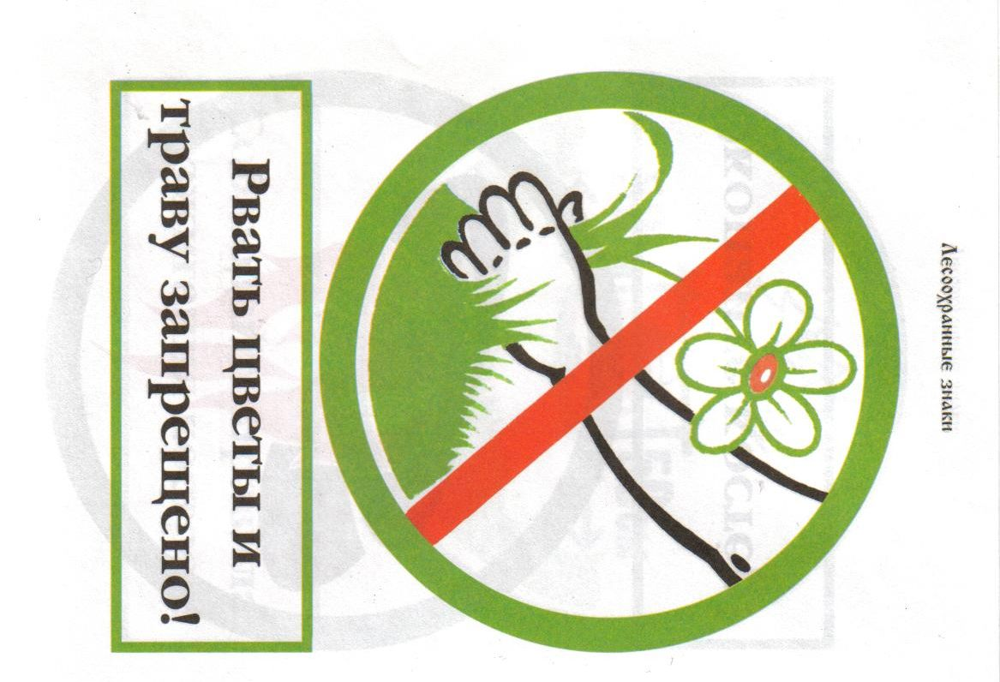 Лесоохранные знаки
Рвать цветы и
траву запрещено!